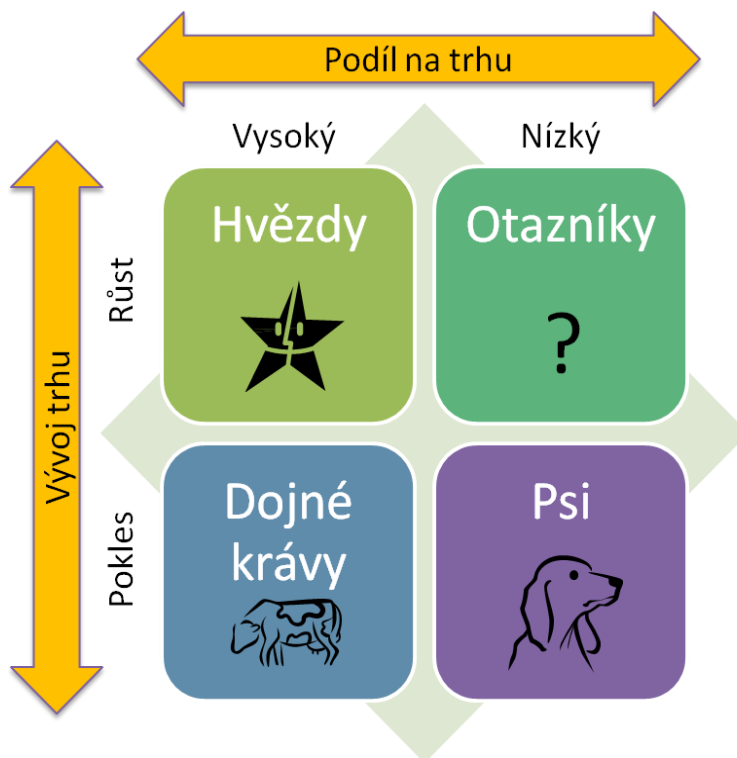 Podíl na trhu
Vysoký
Nízký
Vývoj trhu
Růst
Hvězdy
Otazníky
?
Pokles
Dojné
krávy
Psi